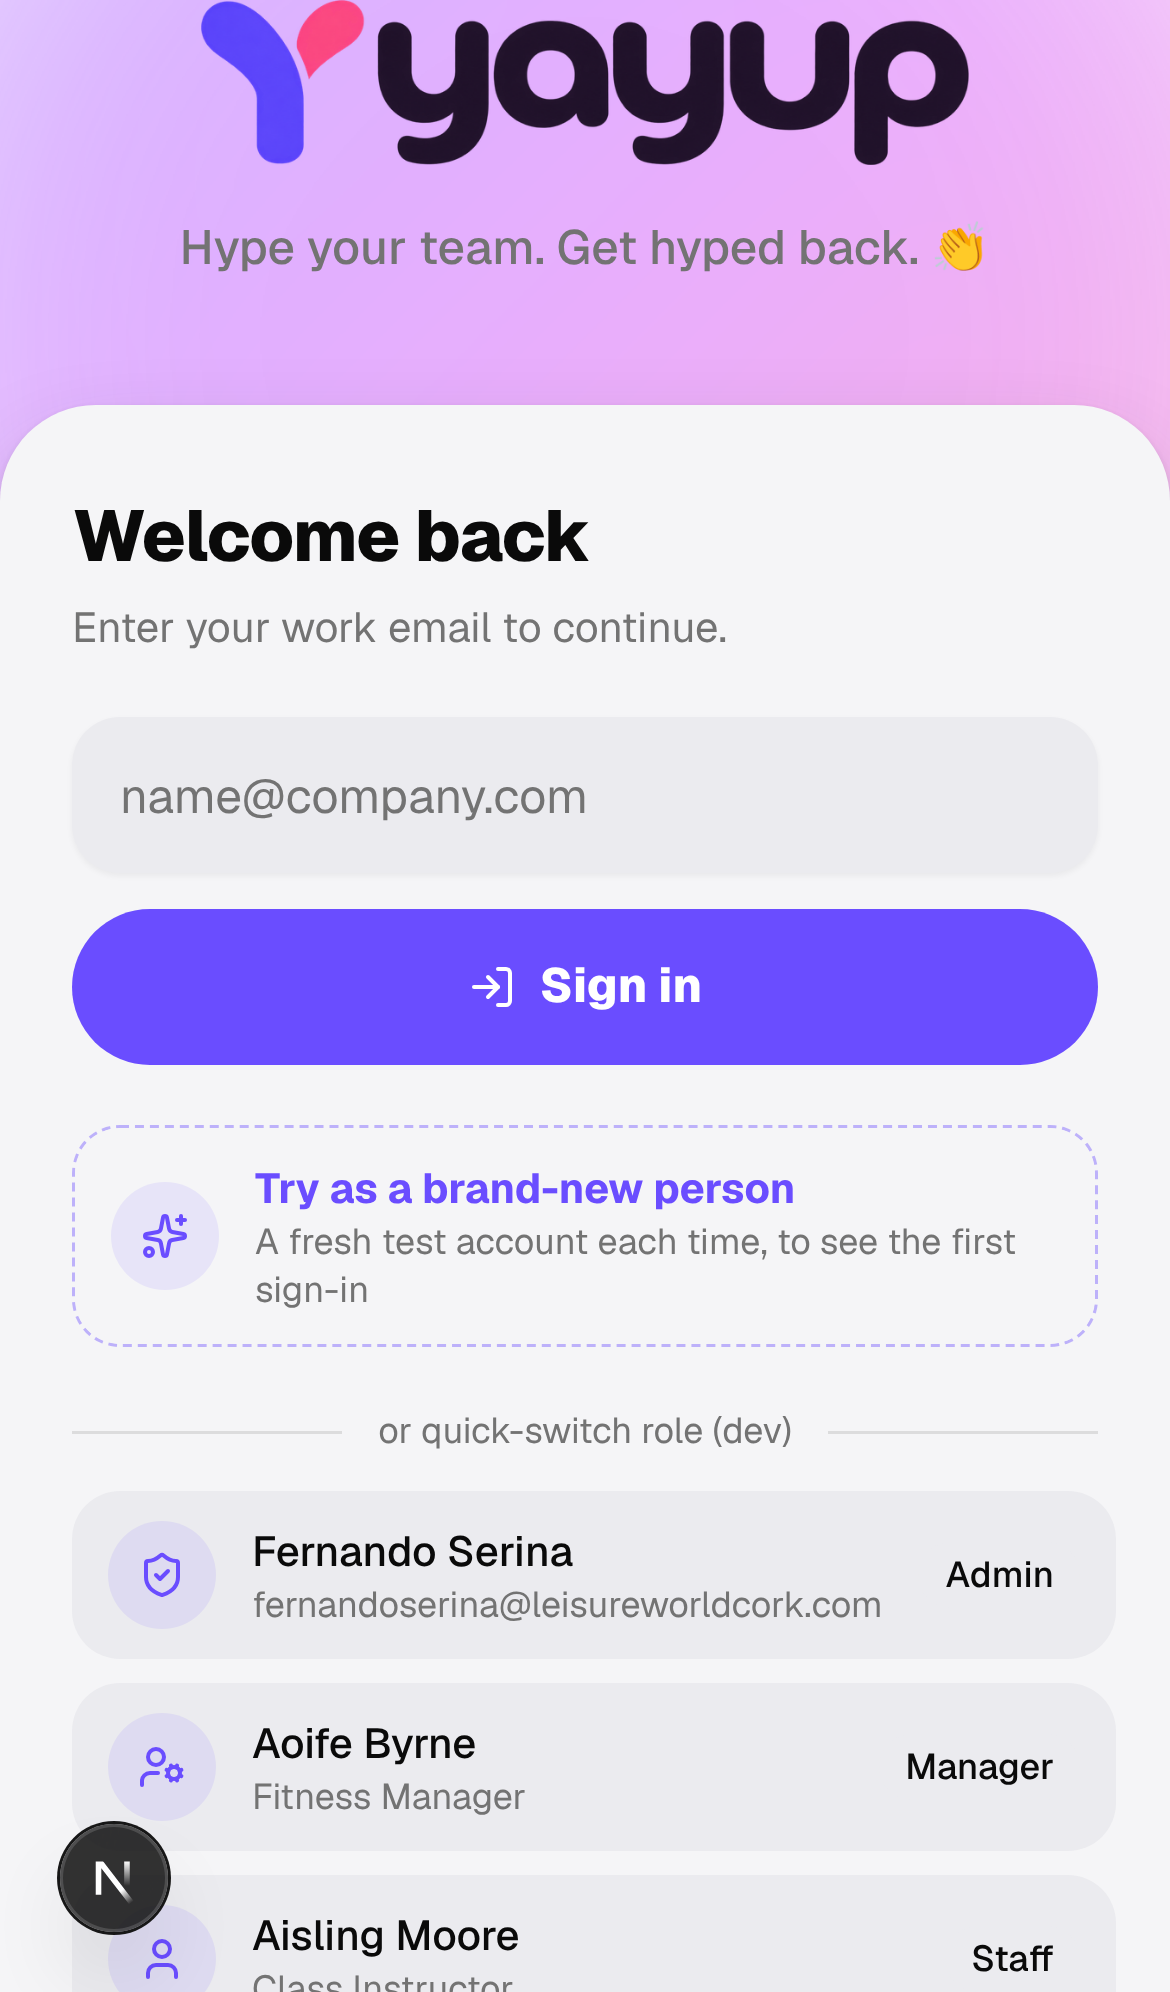 yayup
Hype your team. Get hyped back. 👏
Welcome back
Enter your work email to continue.
name@company.com
Sign in
Try as a brand-new person
A fresh test account each time, to see the first
sign-in
or quick-switch role (dev)
Fernando Serina
fernandoserina@leisureworldcork.com
Admin
Aoife Byrne
Fitness Manager
Manager
N
Aisling Moore
Class Instructor
Staff